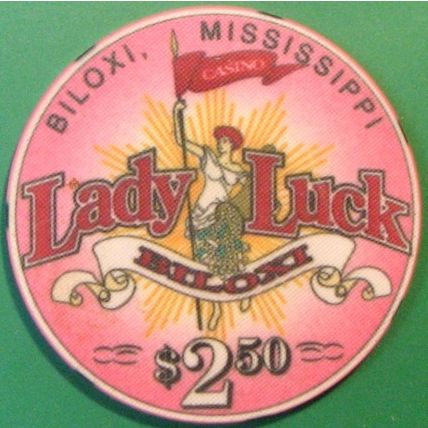 BILOXI, MISSISSIPPI
CASINO
Lady Luck
BILOXI
$2.50